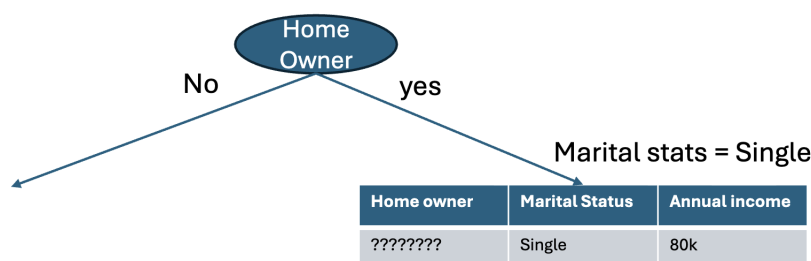 Home
Owner
No
yes
Marital stats = Single
Home owner Marital Status Annual income
???????? Single 80k